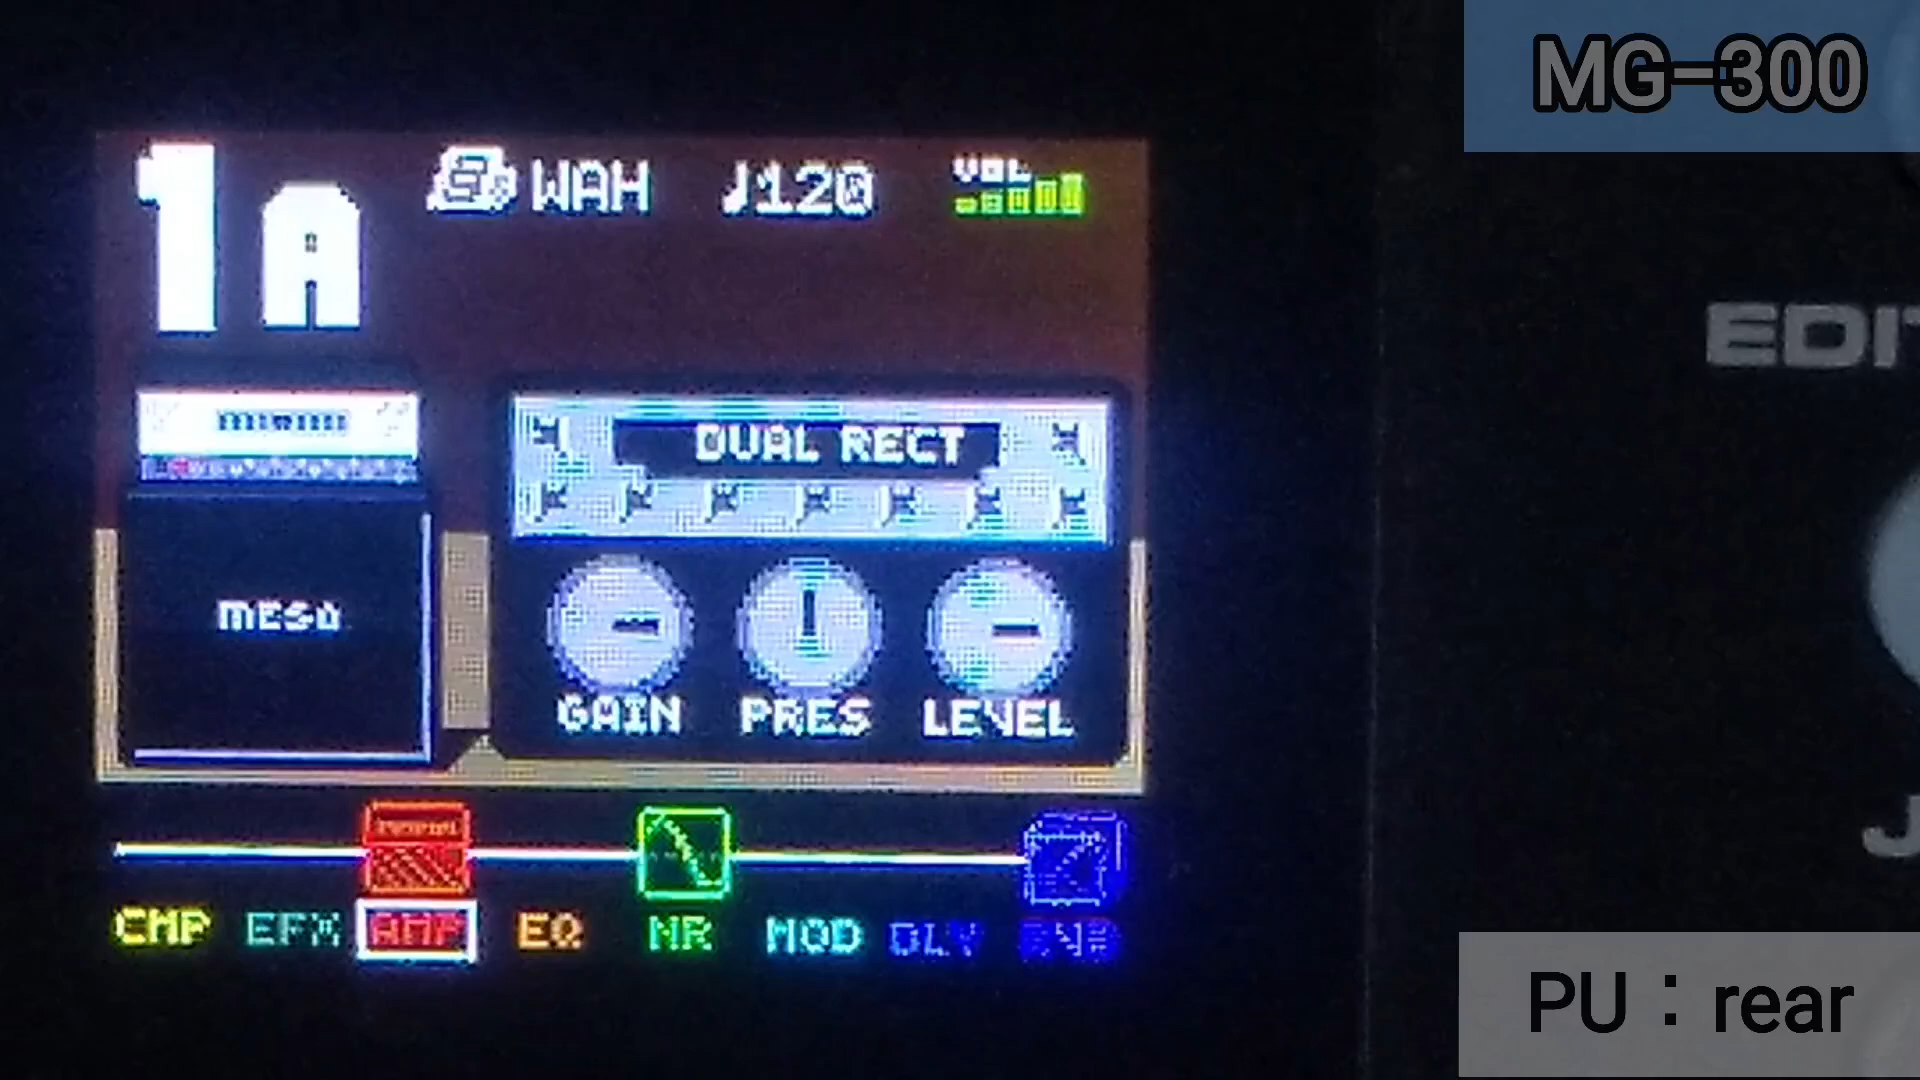 MG-300
1A WAH ♩120 VOL
EDI
DUAL RECT
MESA
GAIN PRES LEVEL
J
CMP EFX AMP EQ NR MOD DLY RVB
PU：rear